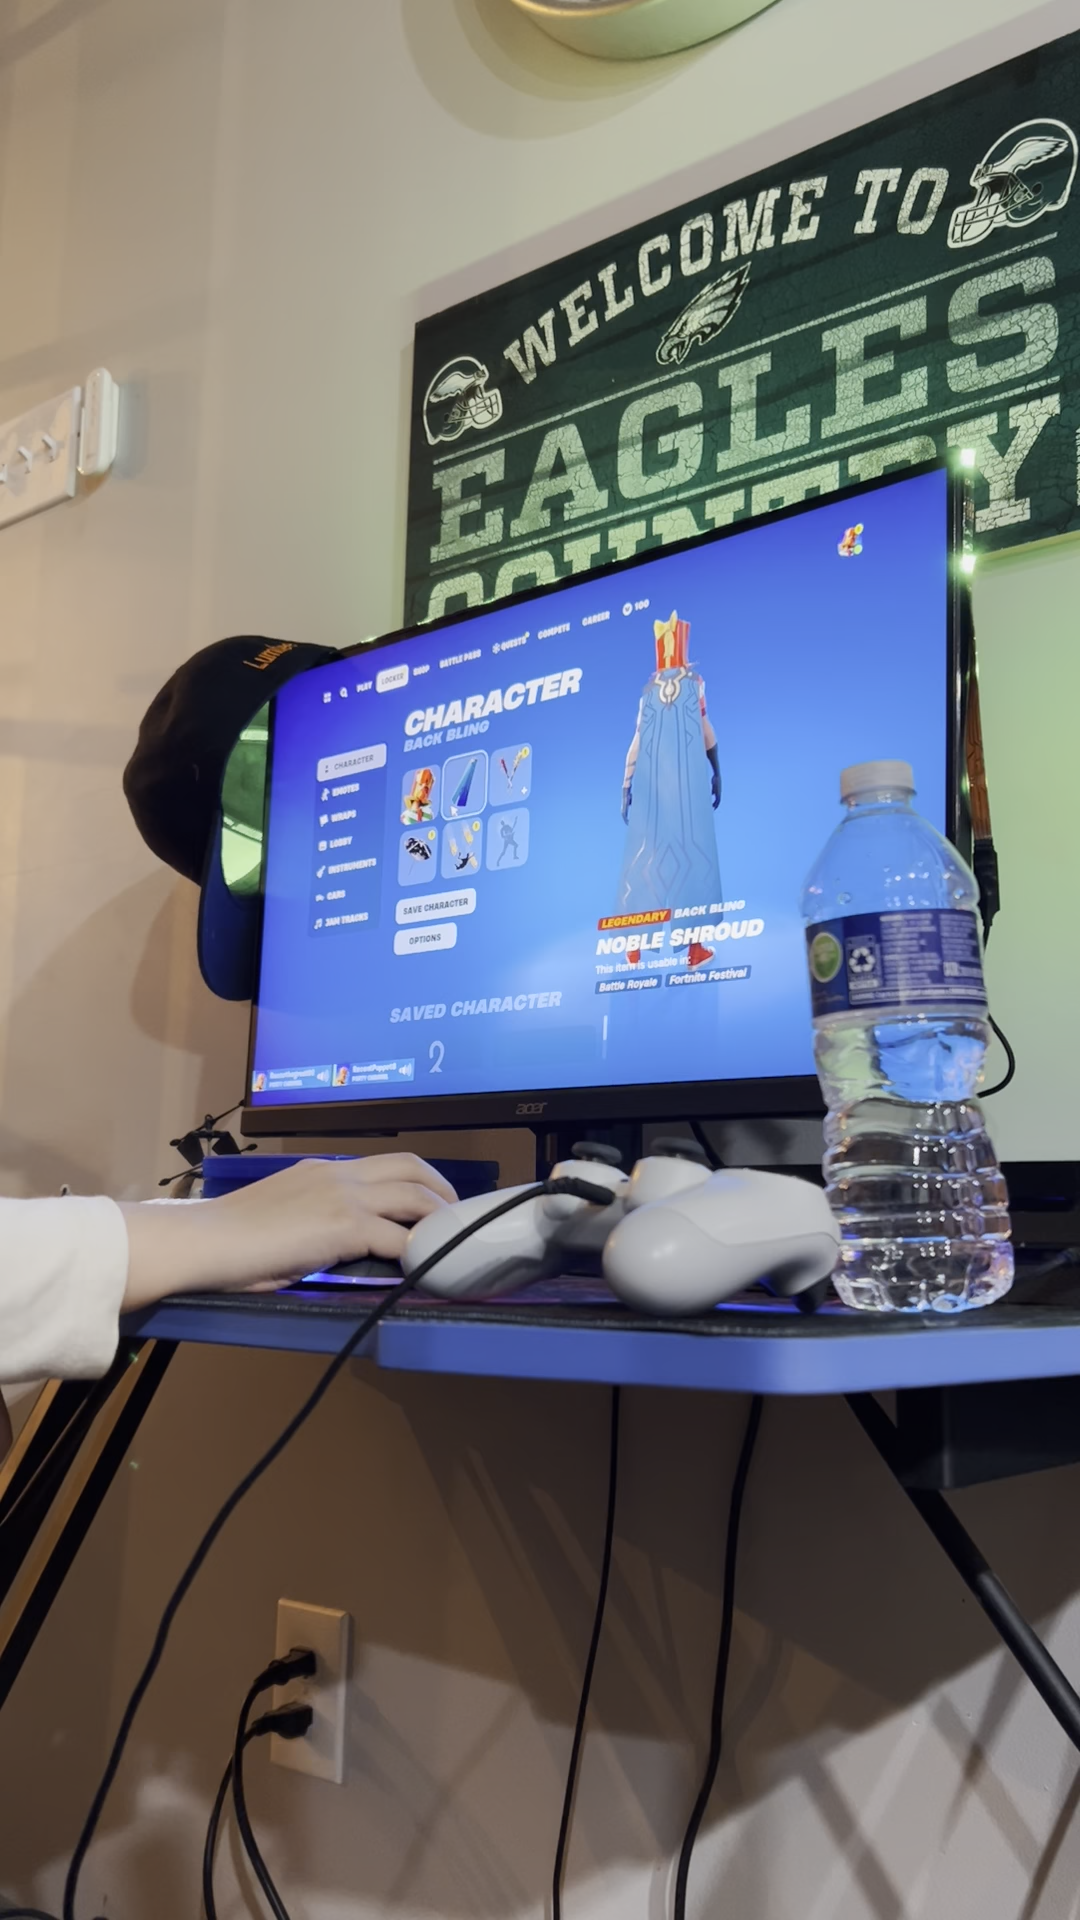 WELCOME TO
EAGLES
COUNTRY
PLAY LOCKER SHOP BATTLE PASS QUESTS COMPETE CAREER 100
CHARACTER
BACK BLING
CHARACTER
EMOTES
WRAPS
LOBBY
INSTRUMENTS
CARS
JAM TRACKS
SAVE CHARACTER
OPTIONS
LEGENDARY BACK BLING
NOBLE SHROUD
This item is usable in:
Battle Royale Fortnite Festival
SAVED CHARACTER
2
acer